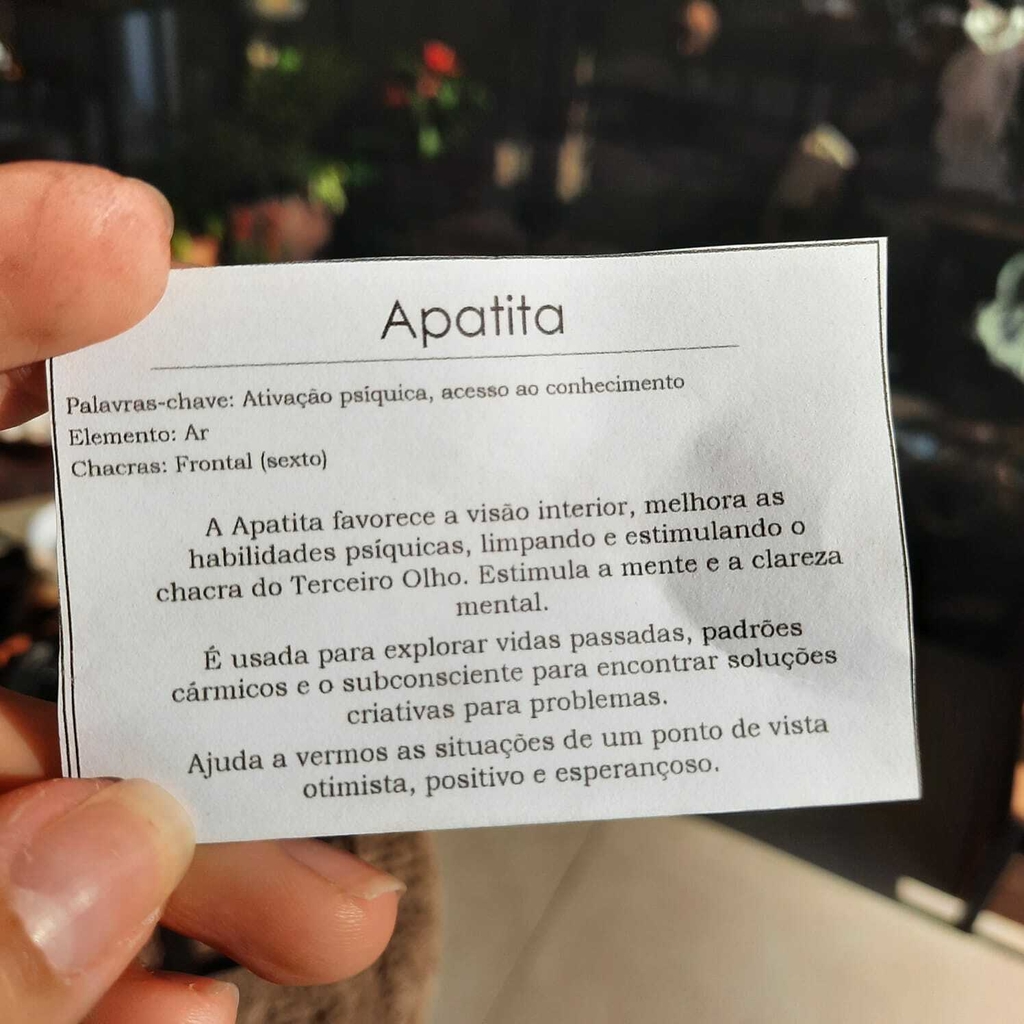 Apatita
Palavras-chave: Ativação psíquica, acesso ao conhecimento
Elemento: Ar
Chacras: Frontal (sexto)
A Apatita favorece a visão interior, melhora as
habilidades psíquicas, limpando e estimulando o
chacra do Terceiro Olho. Estimula a mente e a clareza
mental.
É usada para explorar vidas passadas, padrões
cármicos e o subconsciente para encontrar soluções
criativas para problemas.
Ajuda a vermos as situações de um ponto de vista
otimista, positivo e esperançoso.